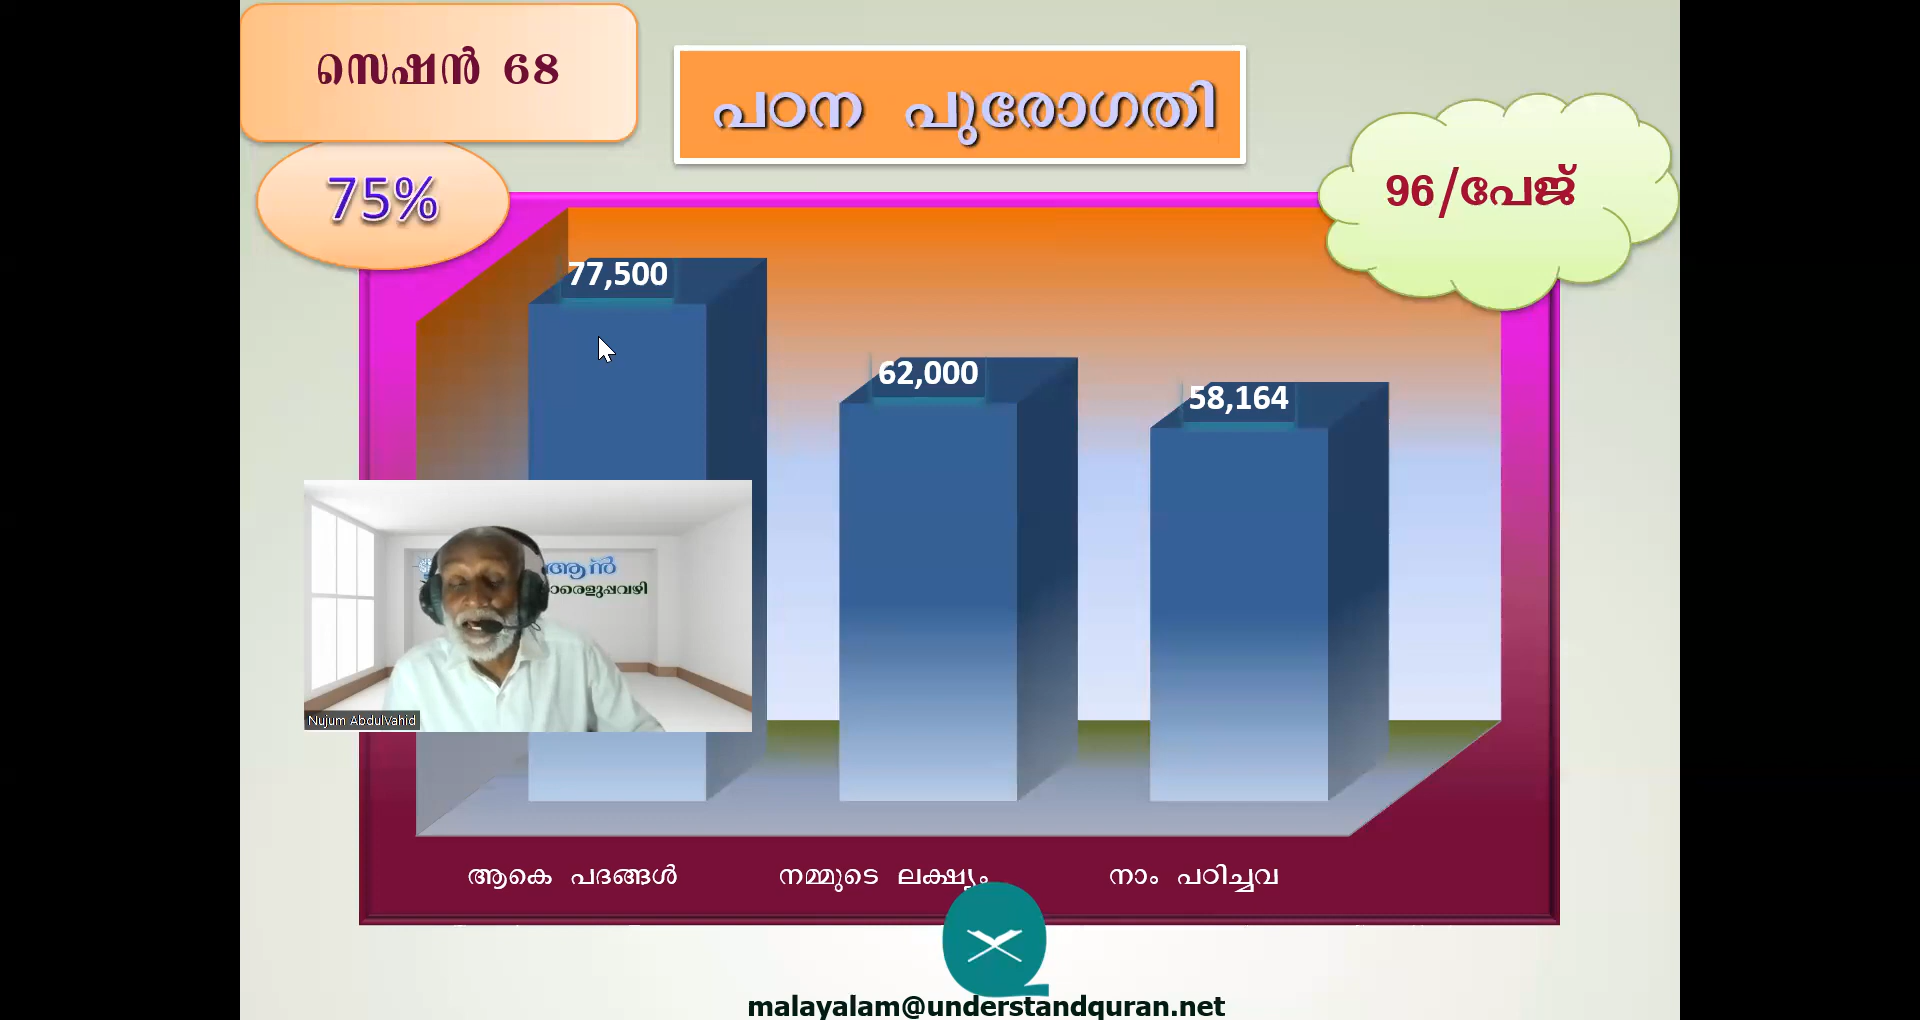 സെഷൻ 68
പഠന പുരോഗതി
75%
96/പേജ്
77,500
62,000
58,164
ആൻ
Nujum AbdulVahid
ആകെ പദങ്ങൾ
നമ്മുടെ ലക്ഷ്യം
നാം പഠിച്ചവ
malayalam@understandquran.net